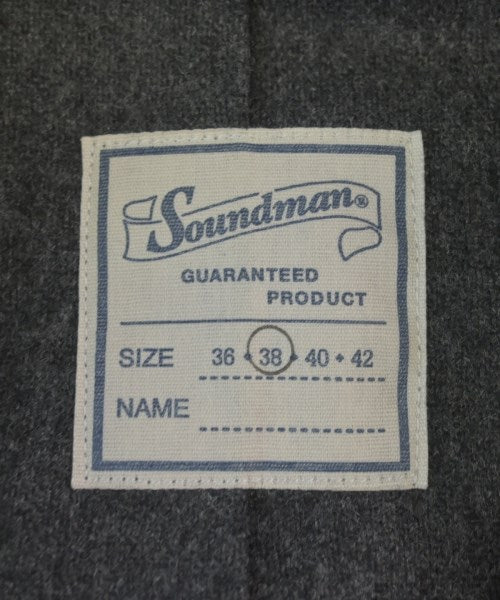 Soundman®
GUARANTEED
PRODUCT
SIZE 36 • 38 • 40 • 42
NAME